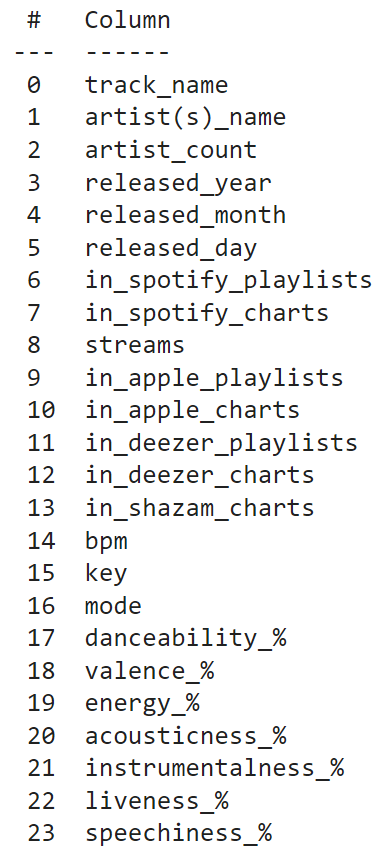 #   Column
---  ------
0   track_name
1   artist(s)_name
2   artist_count
3   released_year
4   released_month
5   released_day
6   in_spotify_playlists
7   in_spotify_charts
8   streams
9   in_apple_playlists
10  in_apple_charts
11  in_deezer_playlists
12  in_deezer_charts
13  in_shazam_charts
14  bpm
15  key
16  mode
17  danceability_%
18  valence_%
19  energy_%
20  acousticness_%
21  instrumentalness_%
22  liveness_%
23  speechiness_%